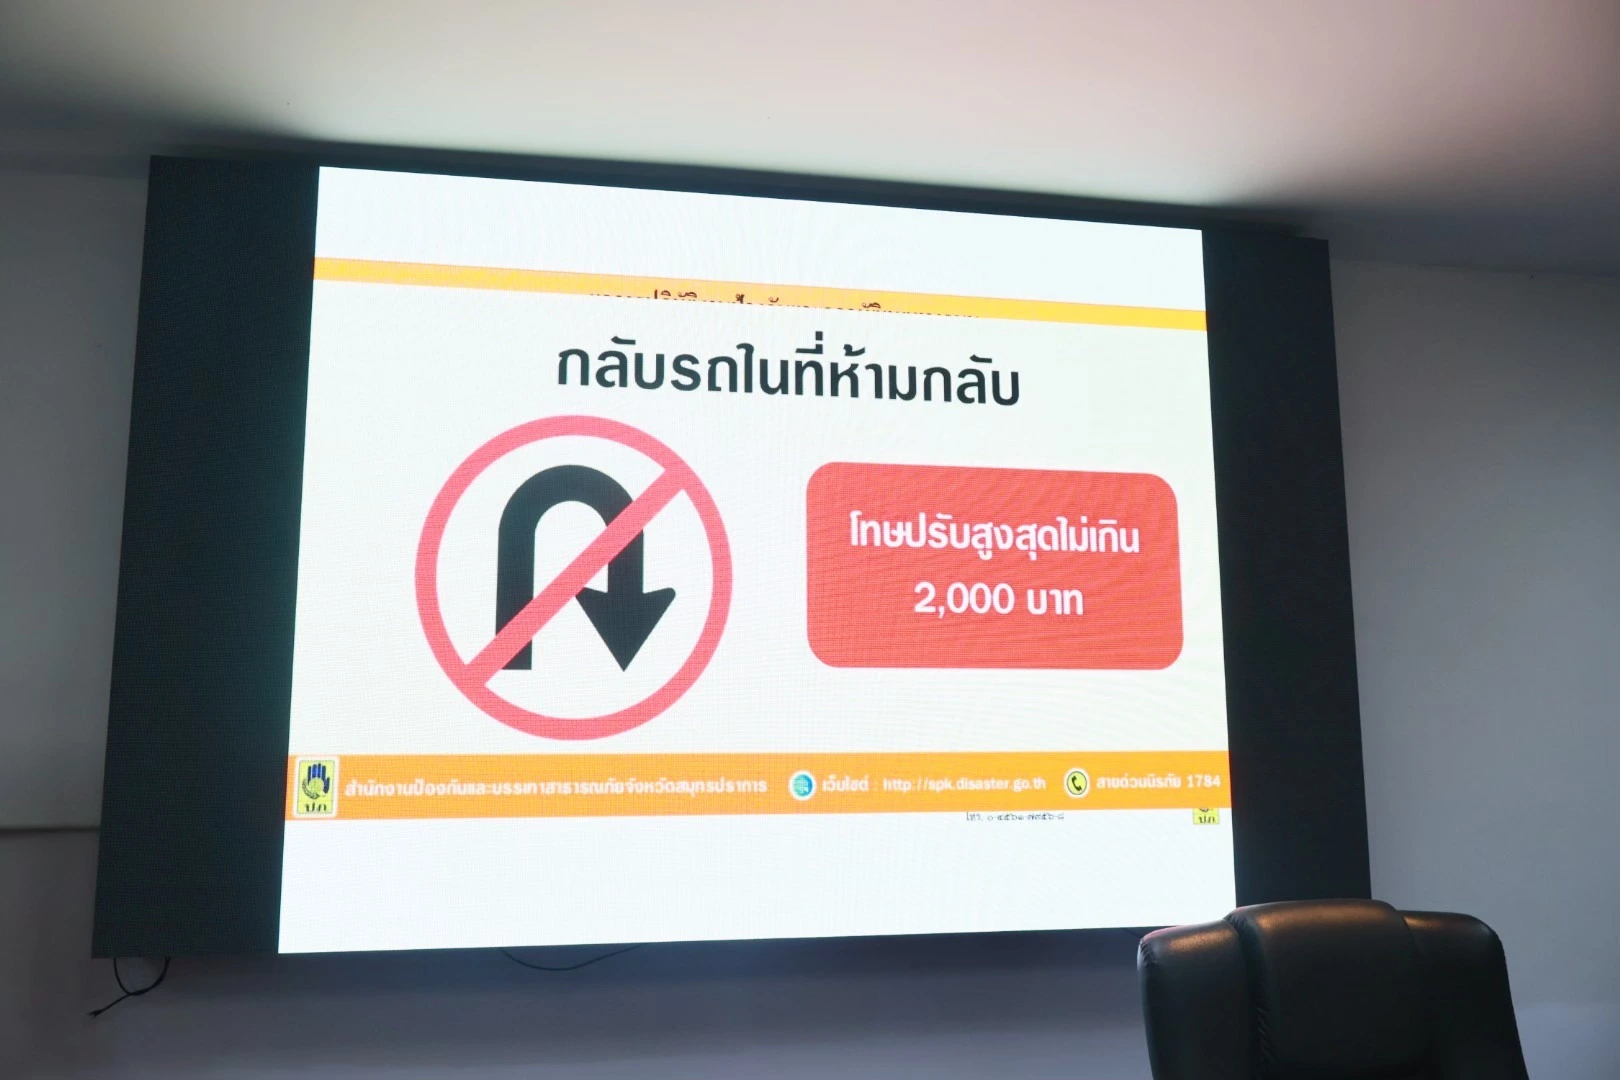 กลับรถในที่ห้ามกลับ
โทษปรับสูงสุดไม่เกิน
2,000 บาท
ปภ
สำนักงานป้องกันและบรรเทาสาธารณภัยจังหวัดสมุทรปราการ
เว็บไซต์ : http://spk.disaster.go.th
สายด่วนนิรภัย 1784
ปภ